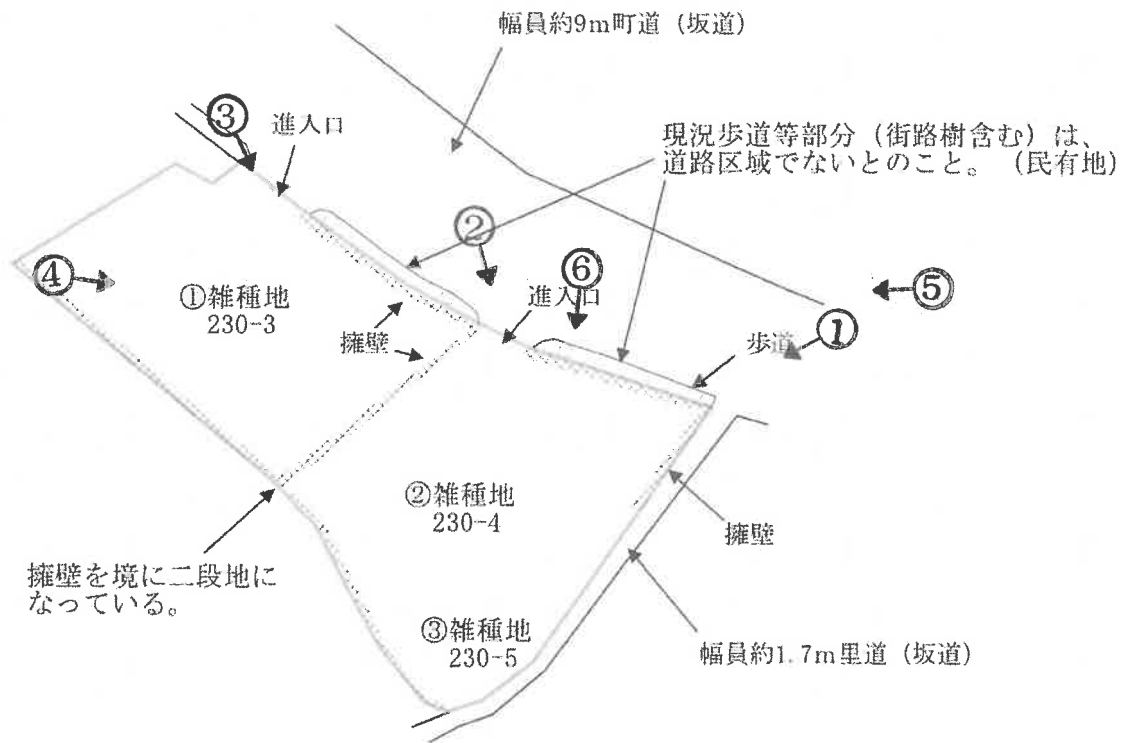 幅員約9m町道（坂道）
③
進入口
現況歩道等部分（街路樹含む）は、
道路区域でないとのこと。（民有地）
②
⑥
④
⑤
①雑種地
230-3
進入口
①
擁壁
歩道
②雑種地
230-4
擁壁
擁壁を境に二段地に
なっている。
③雑種地
230-5
幅員約1.7m里道（坂道）